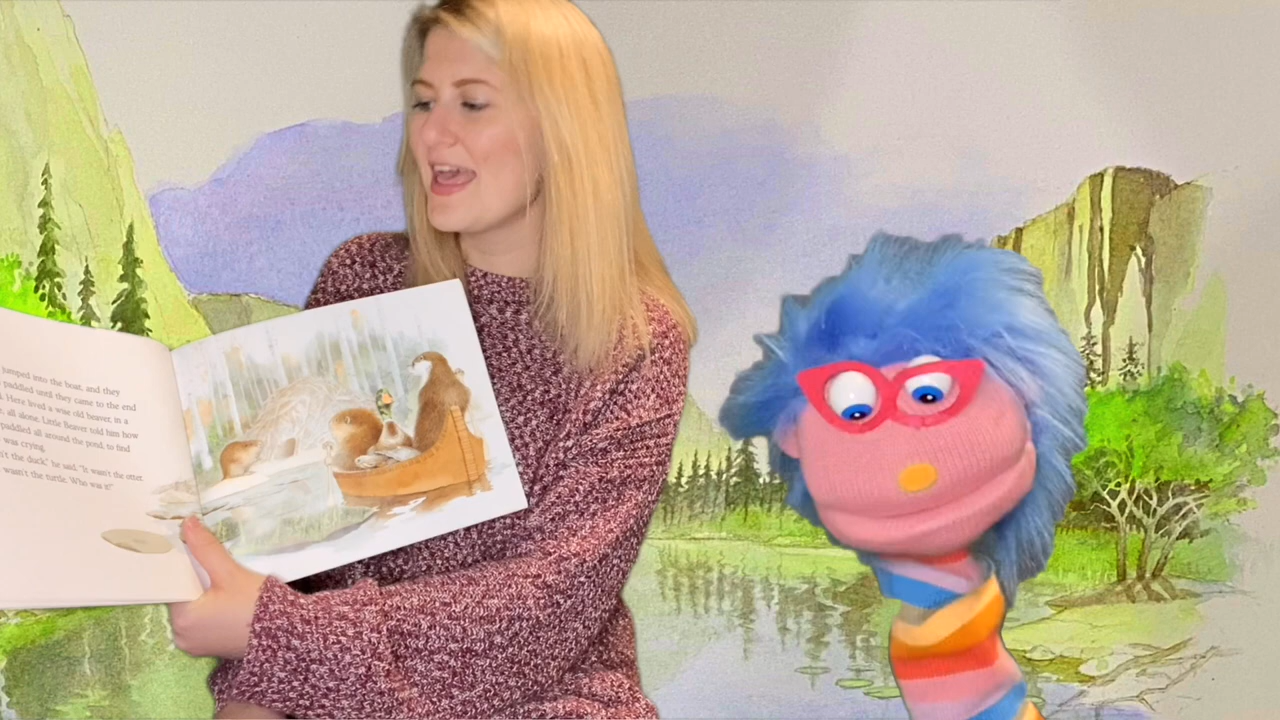 jumped into the boat, and they
paddled until they came to the end
Here lived a wise old beaver, in a
all alone. Little Beaver told him how
paddled all around the pond, to find
was crying.
the duck," he said. "It wasn't the otter.
wasn't the turtle. Who was it?"